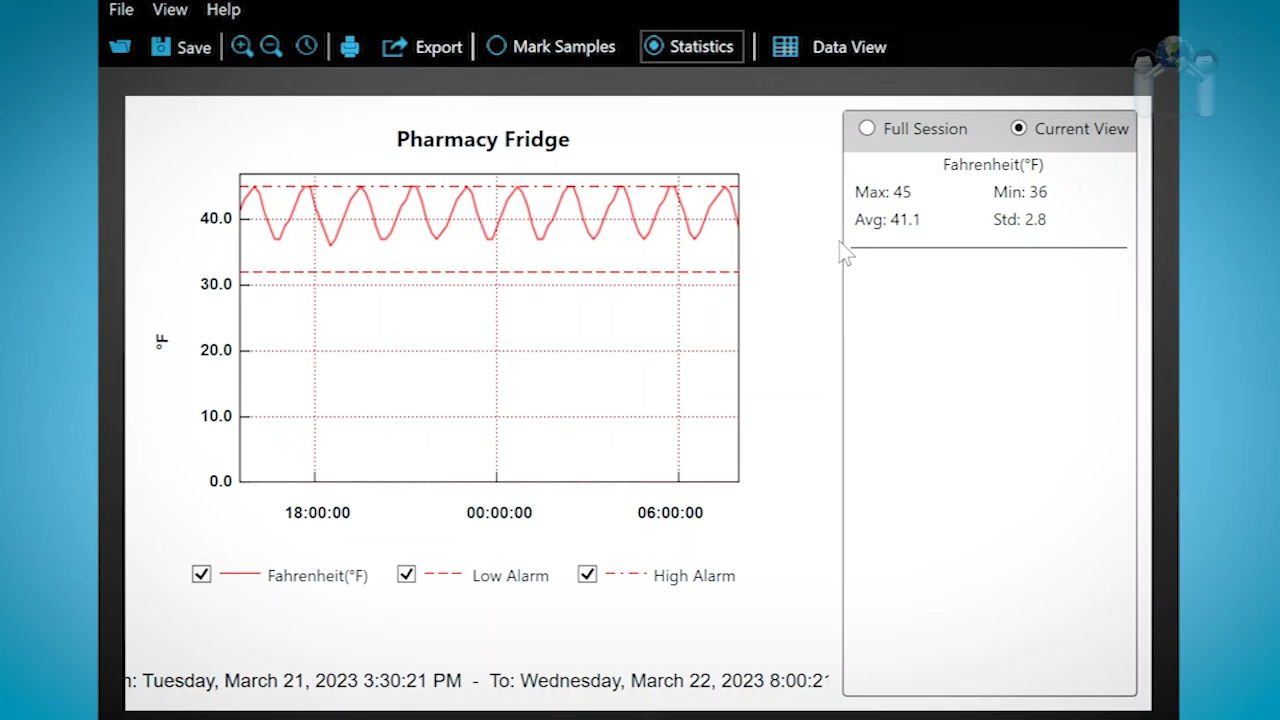 File View Help
Save Export Mark Samples Statistics Data View
Pharmacy Fridge
Full Session Current View
Fahrenheit(°F)
Max: 45 Min: 36
Avg: 41.1 Std: 2.8
40.0
30.0
°F
20.0
10.0
0.0
18:00:00 00:00:00 06:00:00
Fahrenheit(°F) Low Alarm High Alarm
Tuesday, March 21, 2023 3:30:21 PM - To: Wednesday, March 22, 2023 8:00:21